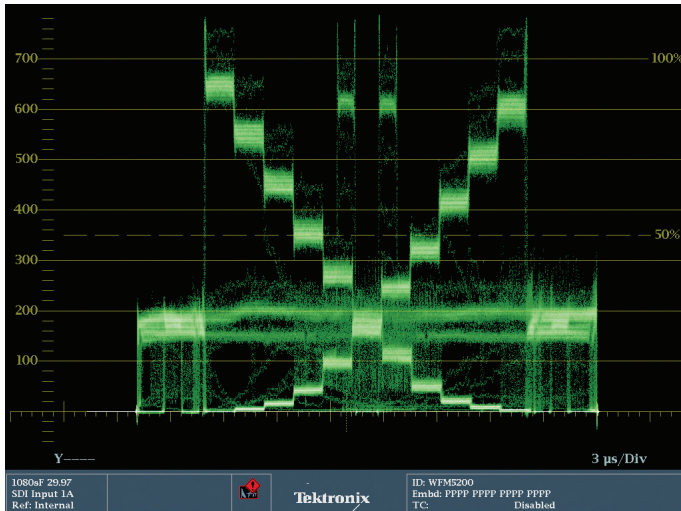 700
100%
600
500
400
50%
300
200
100
Y----
3 µs/Div
1080sF 29.97
SDI Input 1A
Ref: Internal
Tektronix
ID: WFM5200
Embd: PPPP PPPP PPPP PPPP
TC: Disabled